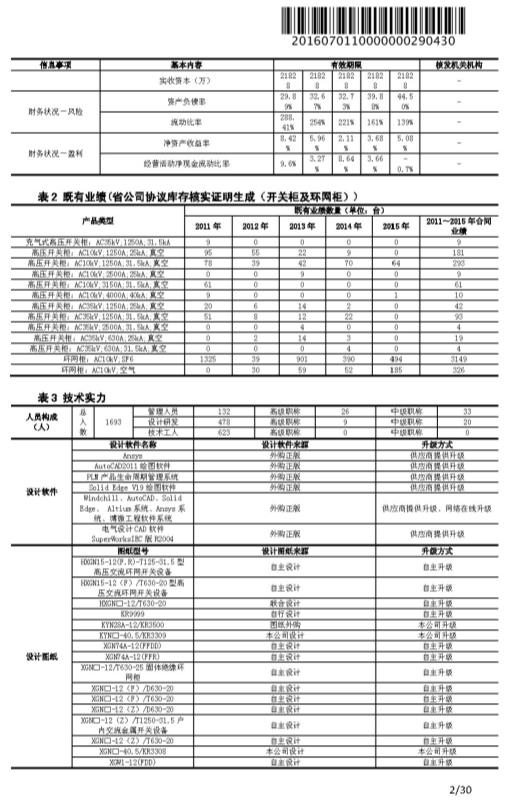 2016070110000000290430
信息事项 基本内容 有效期限 核发机关机构
实收资本（万） 21828 21828 21828 21828 21828 -
财务状况一风险 资产负债率 29.89% 32.67% 32.73% 39.88% 44.50% -
流动比率 288.41% 254% 221% 161% 139% -
财务状况一盈利 净资产收益率 8.42% 5.96% 2.11% 3.68% 5.08% -
经营活动净现金流动比率 9.6% 3.27% 8.64% 3.66% -0.7% -
表 2 既有业绩(省公司协议库存核实证明生成（开关柜及环网柜）)
产品类型 既有业绩数量（单位：台）
2011 年 2012 年 2013 年 2014 年 2015 年 2011～2015 年合同业绩
充气式高压开关柜：AC35kV,1250A,31.5kA 9 0 0 0 0 9
高压开关柜：AC10kV,1250A,25kA,真空 95 55 22 9 0 181
高压开关柜：AC10kV,1250A,31.5kA,真空 78 39 42 70 64 293
高压开关柜：AC10kV,2500A,25kA,真空 0 0 9 0 0 9
高压开关柜：AC10kV,3150A,31.5kA,真空 61 0 0 0 0 61
高压开关柜：AC10kV,4000A,40kA,真空 9 0 0 0 1 10
高压开关柜：AC35kV,1250A,25kA,真空 20 6 14 2 0 42
高压开关柜：AC35kV,1250A,31.5kA,真空 51 8 12 22 0 93
高压开关柜：AC35kV,2500A,31.5kA,真空 0 0 4 0 0 4
高压开关柜：AC35kV,630A,25kA,真空 0 2 14 3 0 19
高压开关柜：AC35kV,630A,31.5kA,真空 0 0 0 4 0 4
环网柜：AC10kV,SF6 1325 39 901 390 494 3149
环网柜：AC10kV,空气 0 30 59 52 185 326
表 3 技术实力
人员构成（人） 总人数 1693 管理人员 132 高级职称 26 中级职称 33
设计研发 478 高级职称 9 中级职称 20
技术工人 623 高级职称 0 中级职称 0
设计软件 设计软件名称 设计软件来源 升级方式
Ansys 外购正版 供应商提供升级
AutoCAD2011 绘图软件 外购正版 供应商提供升级
PLM 产品生命周期管理系统 外购正版 供应商提供升级
Solid Edge V19 绘图软件 外购正版 供应商提供升级
Windchill、AutoCAD、Solid
Edge、 Altium 系统、Ansys 系 外购正版 供应商提供升级、网络在线升级
统、博微工程软件系统
电气设计 CAD 软件
SuperWorksIEC 版 R2004 外购正版 供应商提供升级
设计图纸 图纸型号 设计图纸来源 升级方式
HXGN15-12(F.R)-T125-31.5 型
高压交流环网开关设备 自主设计 自主升级
HXGN15-12（F）/T630-20 型高
压交流环网开关设备 自主设计 自主升级
HXGN□-12/T630-20 联合设计 自主升级
KR9999 自行设计 自主升级
KYN28A-12/KR3500 图纸外购 本公司升级
KYN□-40.5/KR3309 本公司设计 本公司升级
XGN74A-12(FFDD) 自主设计 自主升级
XGN74A-12(FFR) 自主设计 自主升级
XGN□-12/T630-25 固体绝缘环
网柜 自主设计 自主升级
XGN□-12（F）/D630-20 自主设计 自主升级
XGN□-12（F）/T630-20 自主设计 自主升级
XGN□-12（Z）/D630-20 自主设计 自主升级
XGN□-12（Z）/T1250-31.5 户
内交流金属开关设备 自主设计 自主升级
XGN□-12（Z）/T630-20 自主设计 自主升级
XGN□-40.5/KR3308 本公司设计 本公司升级
XGW1-12(FDD) 自主设计 自主升级
2/30